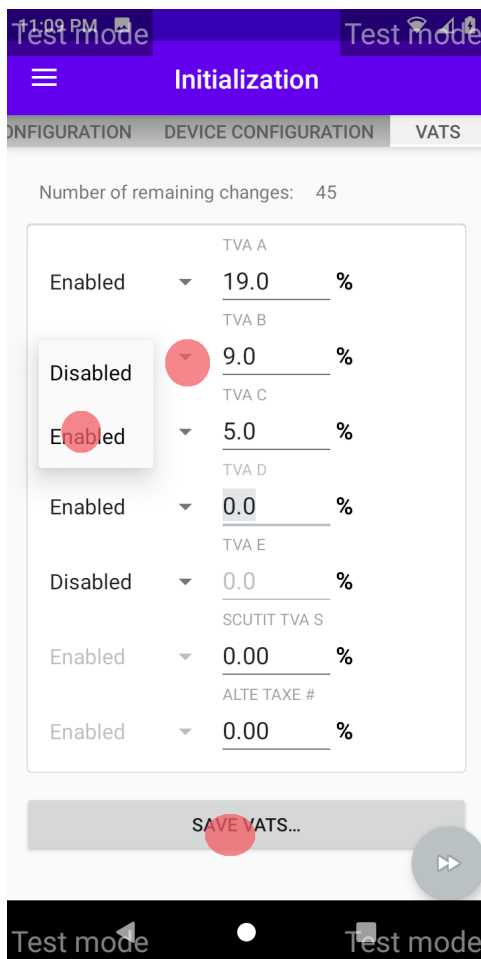 11:09 PM
Test mode
Test mode
Initialization
ONFIGURATION DEVICE CONFIGURATION VATS
Number of remaining changes: 45
TVA A
Enabled 19.0 %
TVA B
9.0 %
Disabled
TVA C
Enabled 5.0 %
TVA D
Enabled 0.0 %
TVA E
Disabled 0.0 %
SCUTIT TVA S
Enabled 0.00 %
ALTE TAXE #
Enabled 0.00 %
SAVE VATS...
Test mode
Test mode